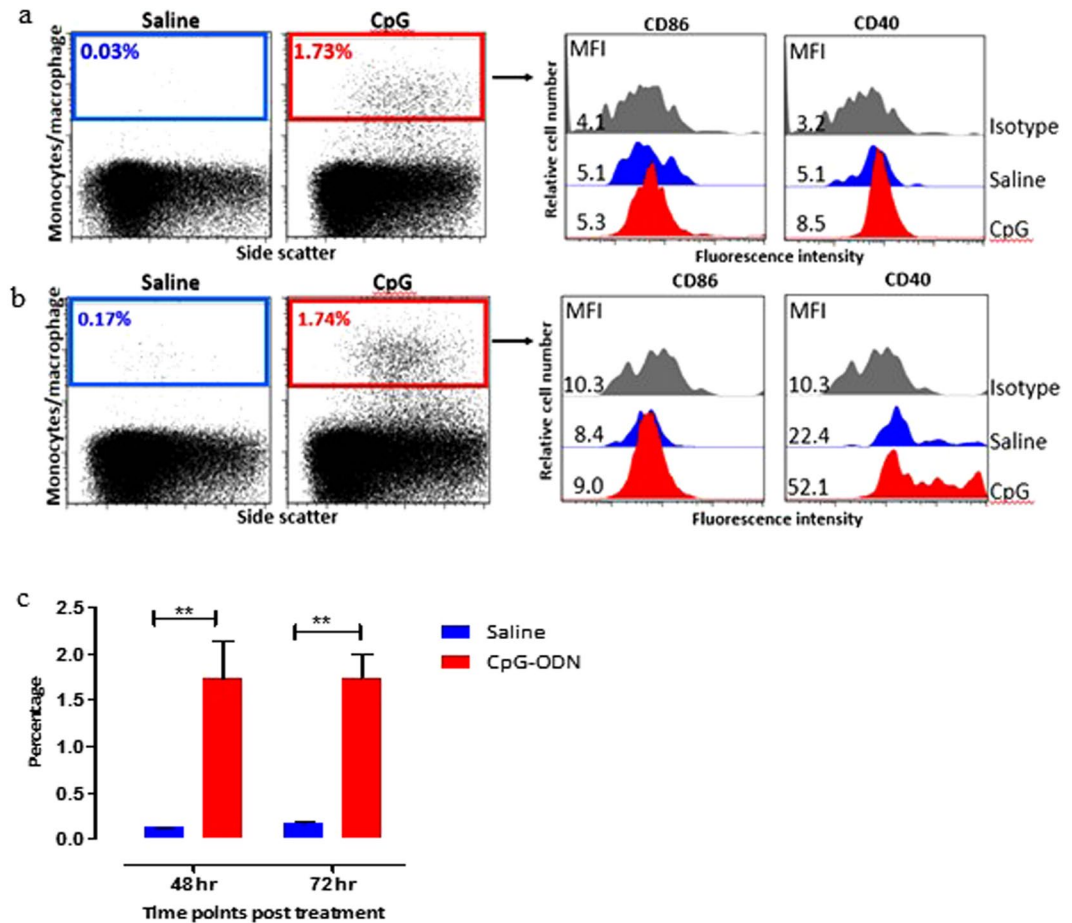 a
Saline
CpG
CD86
CD40
0.03%
1.73%
MFI
MFI
4.1
3.2
Isotype
5.1
5.1
Saline
5.3
8.5
CpG
Monocytes/macrophage
Side scatter
Relative cell number
Fluorescence intensity
b
Saline
CpG
CD86
CD40
0.17%
1.74%
MFI
MFI
10.3
10.3
Isotype
8.4
22.4
Saline
9.0
52.1
CpG
Monocytes/macrophage
Side scatter
Relative cell number
Fluorescence intensity
c
2.5
2.0
1.5
1.0
0.5
0.0
Percentage
**
**
Saline
CpG-ODN
48hr
72hr
Time points post treatment